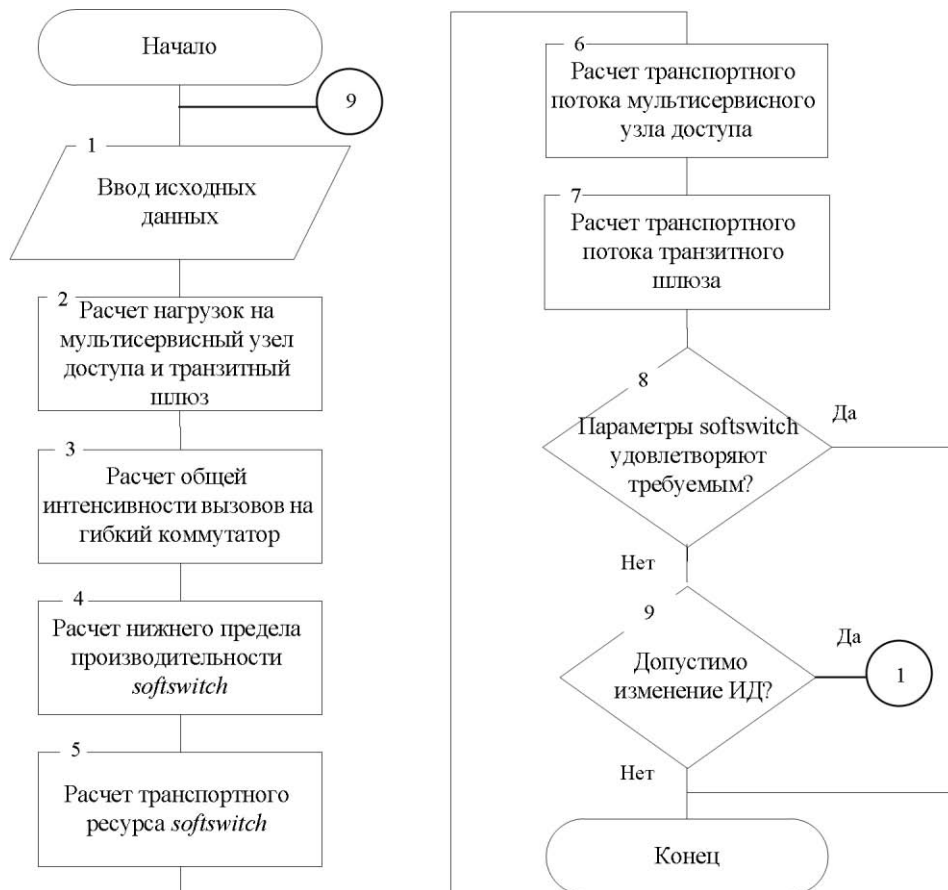 Начало
9
1
Ввод исходных
данных
2
Расчет нагрузок на
мультисервисный узел
доступа и транзитный
шлюз
3
Расчет общей
интенсивности вызовов на
гибкий коммутатор
4
Расчет нижнего предела
производительности
softswitch
5
Расчет транспортного
ресурса softswitch
6
Расчет транспортного
потока мультисервисного
узла доступа
7
Расчет транспортного
потока транзитного
шлюза
8
Да
Параметры softswitch
удовлетворяют
требуемым?
Нет
9
Да
Допустимо
изменение ИД?
1
Нет
Конец